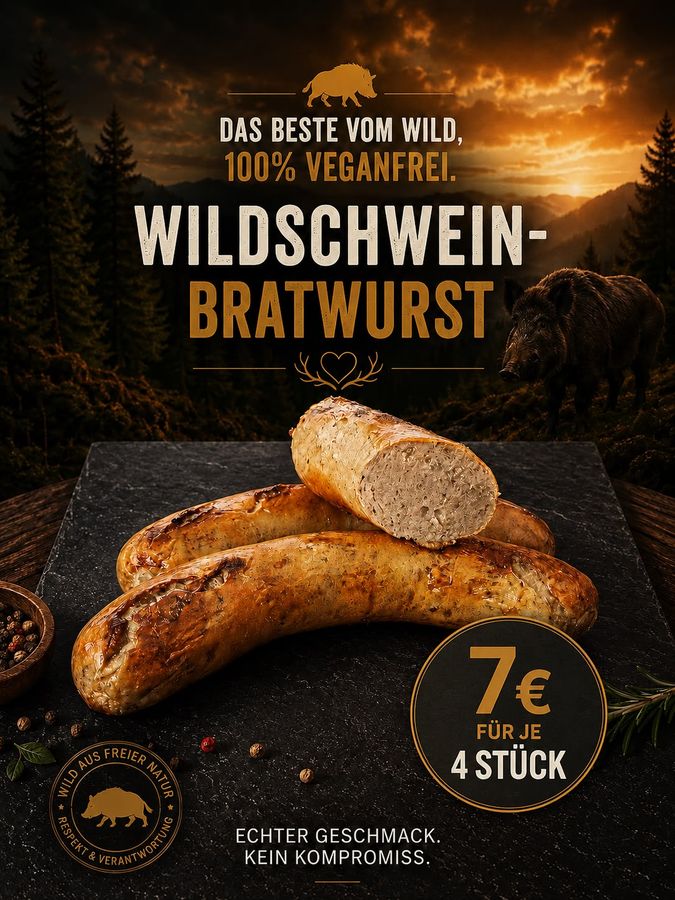 DAS BESTE VOM WILD,
100% VEGANFREI.
WILDSCHWEIN-
BRATWURST
7€
FÜR JE
4 STÜCK
WILD AUS FREIER NATUR
RESPEKT & VERANTWORTUNG
ECHTER GESCHMACK.
KEIN KOMPROMISS.